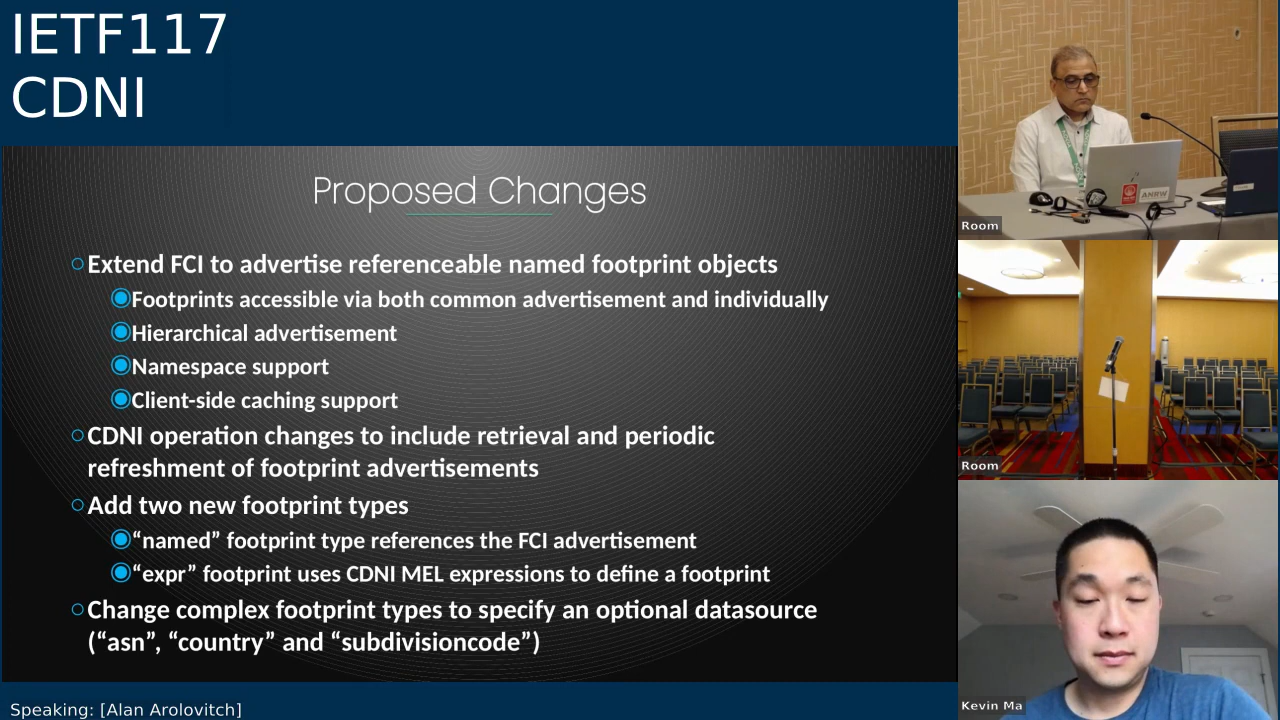 IETF117
CDNI
Proposed Changes
Extend FCI to advertise referenceable named footprint objects
Footprints accessible via both common advertisement and individually
Hierarchical advertisement
Namespace support
Client-side caching support
CDNI operation changes to include retrieval and periodic
refreshment of footprint advertisements
Add two new footprint types
“named” footprint type references the FCI advertisement
“expr” footprint uses CDNI MEL expressions to define a footprint
Change complex footprint types to specify an optional datasource
(“asn”, “country” and “subdivisioncode”)
Speaking: [Alan Arolovitch]
ANRW
Room
Room
Kevin Ma